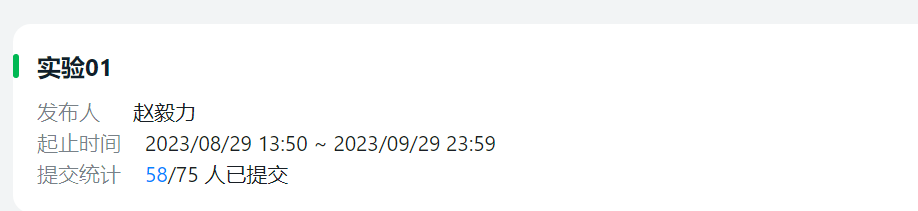 实验01
发布人 赵毅力
起止时间 2023/08/29 13:50 ~ 2023/09/29 23:59
提交统计 58/75 人已提交